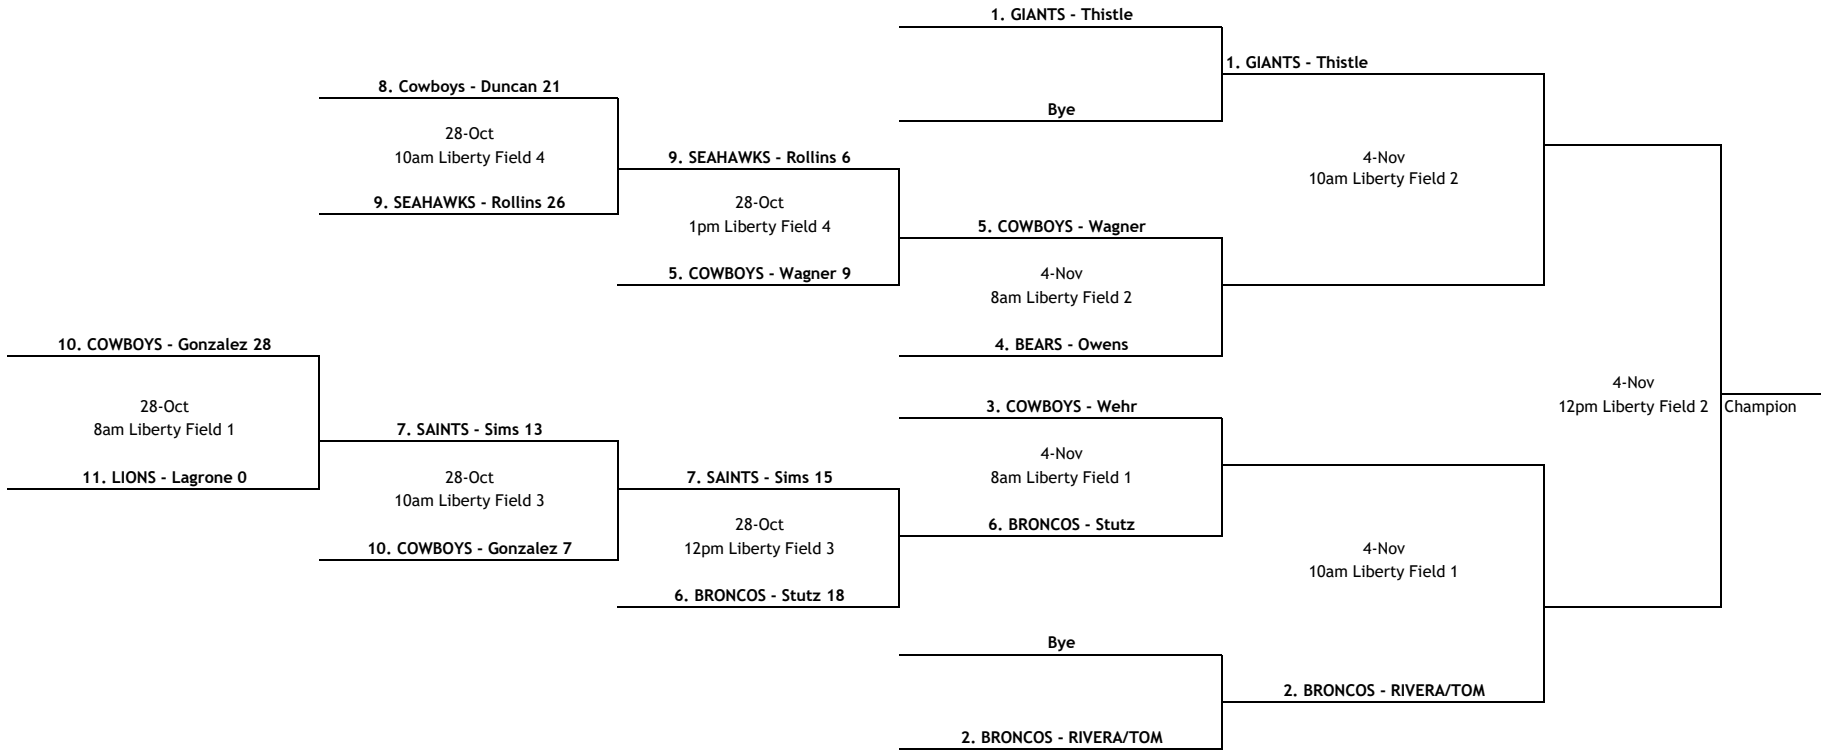 1. GIANTS - Thistle
1. GIANTS - Thistle
8. Cowboys - Duncan 21
Bye
28-Oct
10am Liberty Field 4
9. SEAHAWKS - Rollins 6
4-Nov
10am Liberty Field 2
9. SEAHAWKS - Rollins 26
28-Oct
1pm Liberty Field 4
5. COWBOYS - Wagner
5. COWBOYS - Wagner 9
4-Nov
8am Liberty Field 2
10. COWBOYS - Gonzalez 28
4. BEARS - Owens
4-Nov
12pm Liberty Field 2
Champion
28-Oct
8am Liberty Field 1
3. COWBOYS - Wehr
7. SAINTS - Sims 13
4-Nov
8am Liberty Field 1
11. LIONS - Lagrone 0
28-Oct
10am Liberty Field 3
7. SAINTS - Sims 15
28-Oct
12pm Liberty Field 3
6. BRONCOS - Stutz
10. COWBOYS - Gonzalez 7
4-Nov
10am Liberty Field 1
6. BRONCOS - Stutz 18
Bye
2. BRONCOS - RIVERA/TOM
2. BRONCOS - RIVERA/TOM